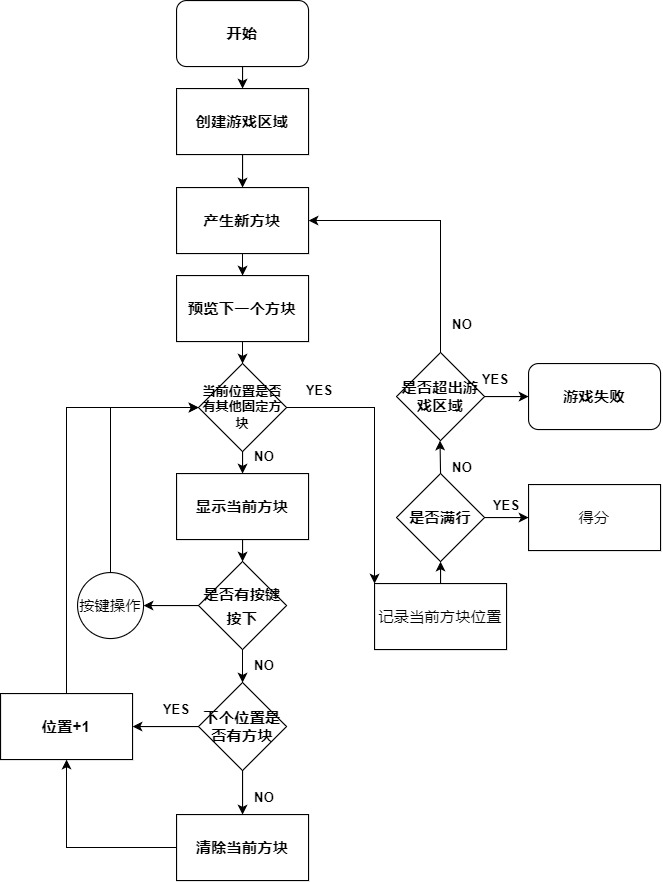 开始
创建游戏区域
产生新方块
预览下一个方块
当前位置是否
有其他固定方
块
YES
NO
显示当前方块
是否有按键
按下
按键操作
NO
下个位置是
否有方块
YES
位置+1
NO
清除当前方块
NO
是否超出游
戏区域
YES
游戏失败
NO
是否满行
YES
得分
记录当前方块位置